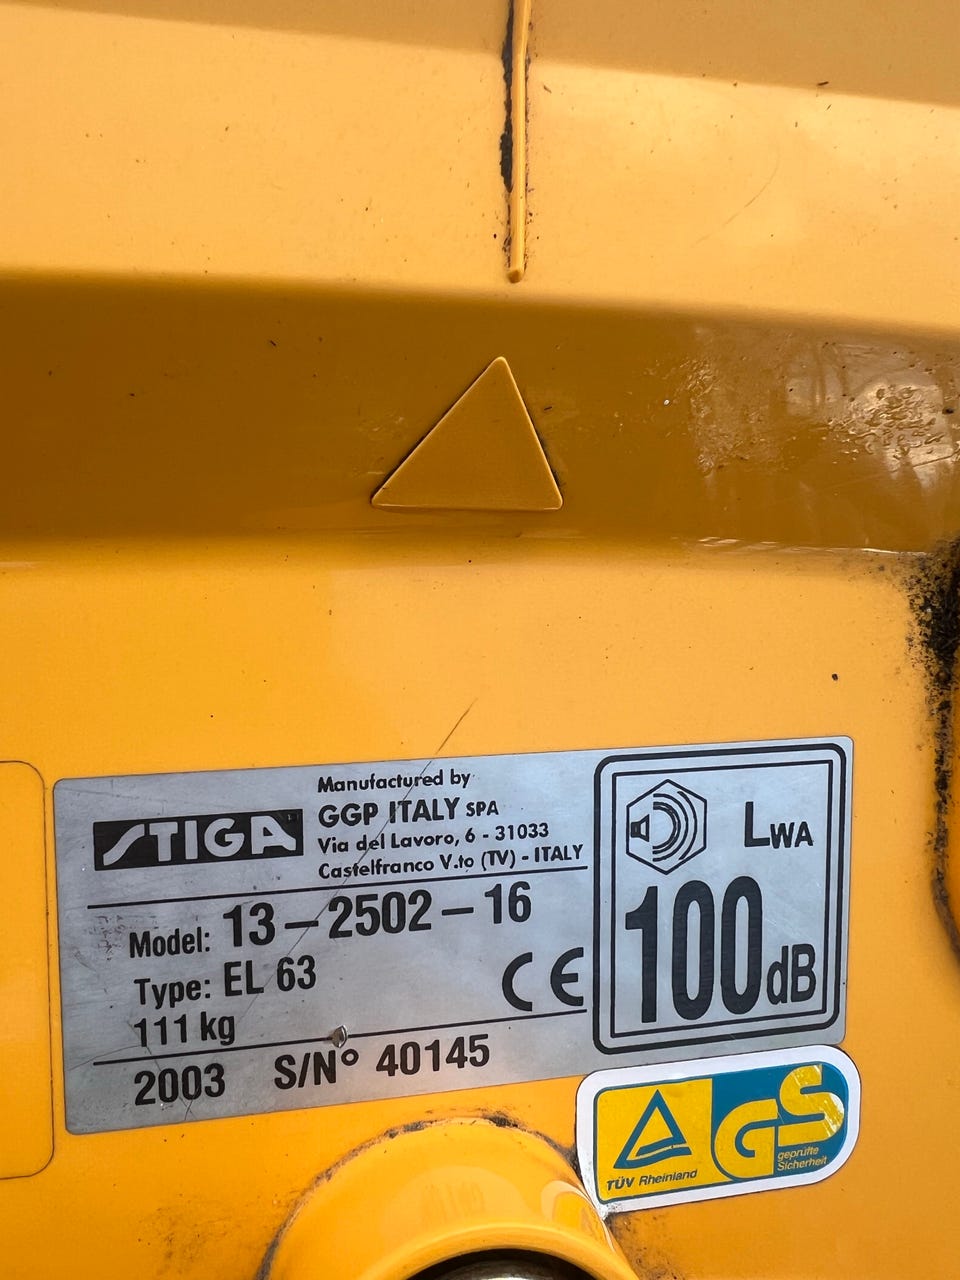 STIGA
Manufactured by
GGP ITALY SPA
Via del Lavoro, 6 - 31033
Castelfranco V.to (TV) - ITALY
Model: 13-2502-16
Type: EL 63
111 kg
CE
2003 S/N° 40145
LWA
100dB
TÜV Rheinland
GS
geprüfte
Sicherheit